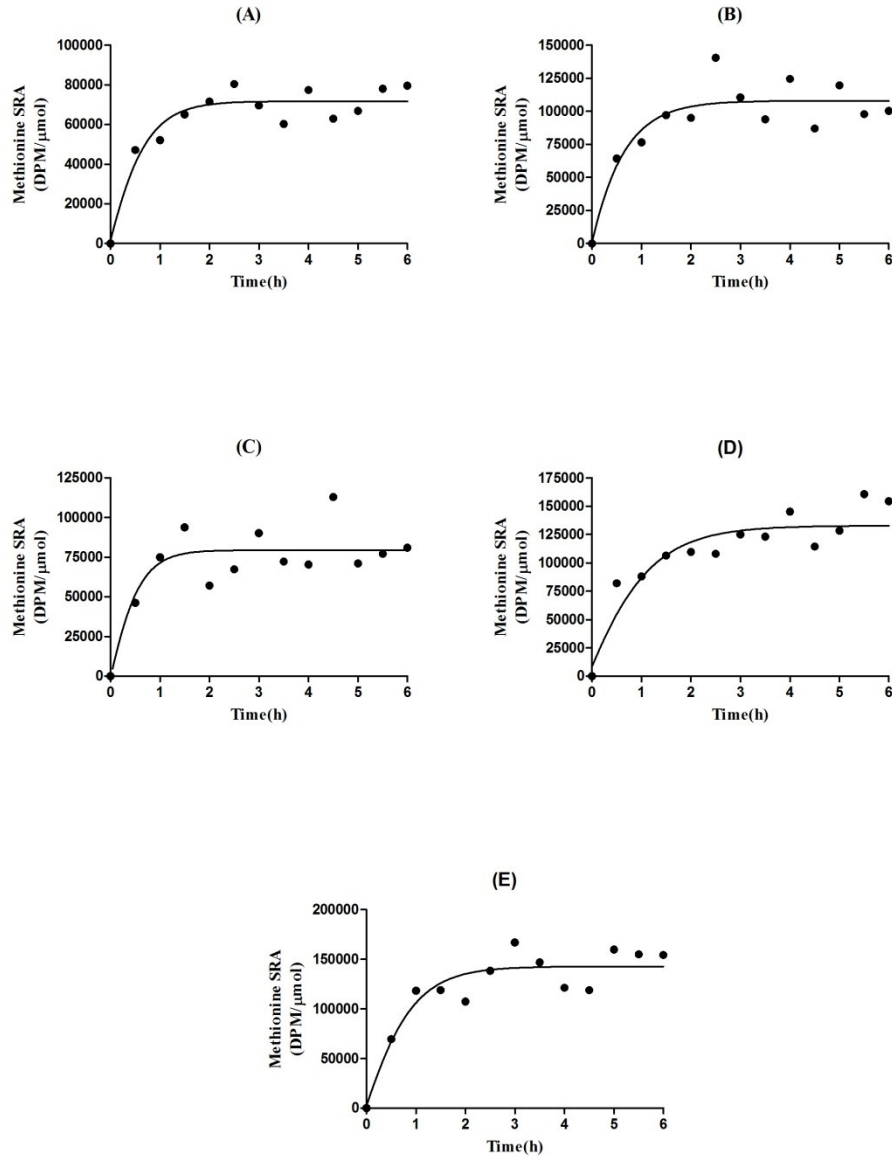 (A)
Methionine SRA
(DPM/μmol)
100000
80000
60000
40000
20000
0
0 1 2 3 4 5 6
Time(h)
(B)
Methionine SRA
(DPM/μmol)
150000
125000
100000
75000
50000
25000
0
0 1 2 3 4 5 6
Time(h)
(C)
Methionine SRA
(DPM/μmol)
125000
100000
75000
50000
25000
0
0 1 2 3 4 5 6
Time(h)
(D)
Methionine SRA
(DPM/μmol)
175000
150000
125000
100000
75000
50000
25000
0
0 1 2 3 4 5 6
Time(h)
(E)
Methionine SRA
(DPM/μmol)
200000
150000
100000
50000
0
0 1 2 3 4 5 6
Time(h)